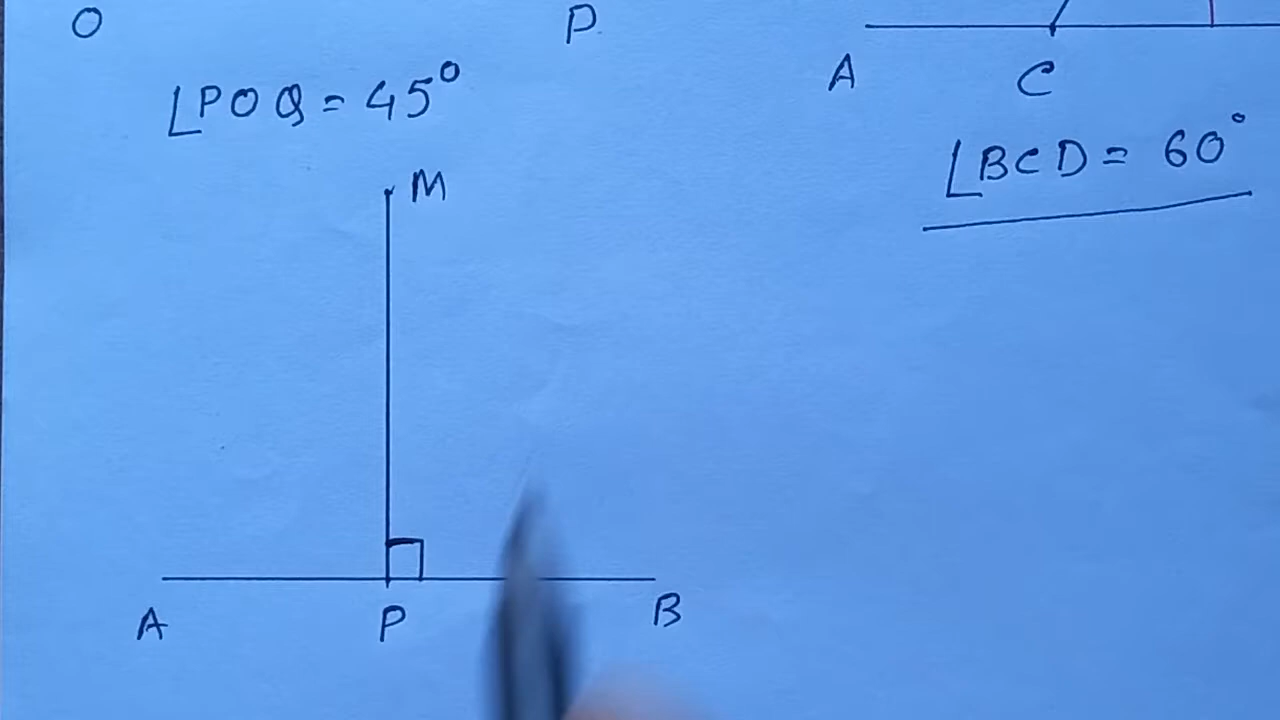 O P
A C
∠POQ = 45°
∠BCD = 60°
M
A P B